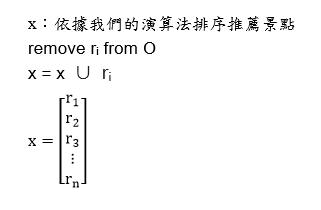 x：依據我們的演算法排序推薦景點
remove rᵢ from O
x = x ∪ rᵢ
x = [r₁
r₂
r₃
⋮
rₙ]